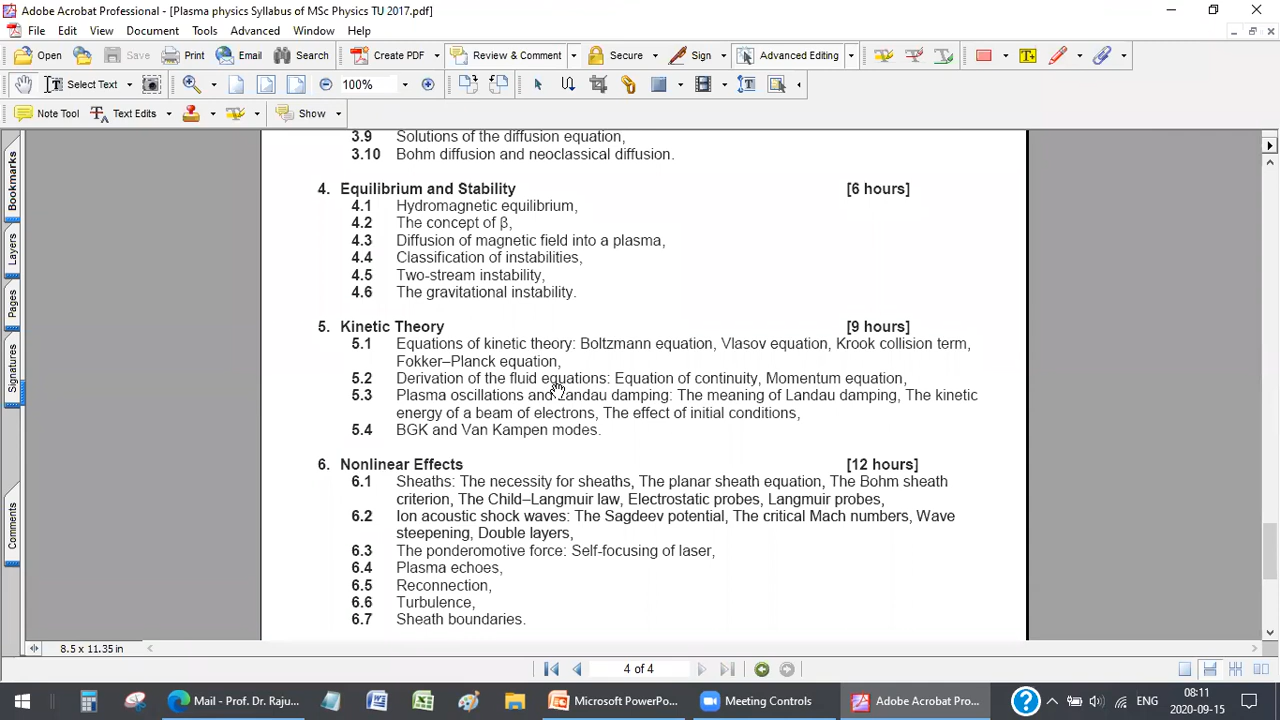 Adobe Acrobat Professional - [Plasma physics Syllabus of MSc Physics TU 2017.pdf]
File Edit View Document Tools Advanced Window Help
Open Save Print Email Search Create PDF Review & Comment Secure Sign Advanced Editing
Select Text 100%
Note Tool Text Edits Show
Bookmarks
Layers
Pages
Signatures
Comments
3.9 Solutions of the diffusion equation,
3.10 Bohm diffusion and neoclassical diffusion.
4. Equilibrium and Stability [6 hours]
4.1 Hydromagnetic equilibrium,
4.2 The concept of β,
4.3 Diffusion of magnetic field into a plasma,
4.4 Classification of instabilities,
4.5 Two-stream instability,
4.6 The gravitational instability.
5. Kinetic Theory [9 hours]
5.1 Equations of kinetic theory: Boltzmann equation, Vlasov equation, Krook collision term,
Fokker–Planck equation,
5.2 Derivation of the fluid equations: Equation of continuity, Momentum equation,
5.3 Plasma oscillations and Landau damping: The meaning of Landau damping, The kinetic
energy of a beam of electrons, The effect of initial conditions,
5.4 BGK and Van Kampen modes.
6. Nonlinear Effects [12 hours]
6.1 Sheaths: The necessity for sheaths, The planar sheath equation, The Bohm sheath
criterion, The Child–Langmuir law, Electrostatic probes, Langmuir probes,
6.2 Ion acoustic shock waves: The Sagdeev potential, The critical Mach numbers, Wave
steepening, Double layers,
6.3 The ponderomotive force: Self-focusing of laser,
6.4 Plasma echoes,
6.5 Reconnection,
6.6 Turbulence,
6.7 Sheath boundaries.
8.5 x 11.35 in
4 of 4
Mail - Prof. Dr. Raju... Microsoft PowerPo... Meeting Controls Adobe Acrobat Pro... ENG 08:11
2020-09-15